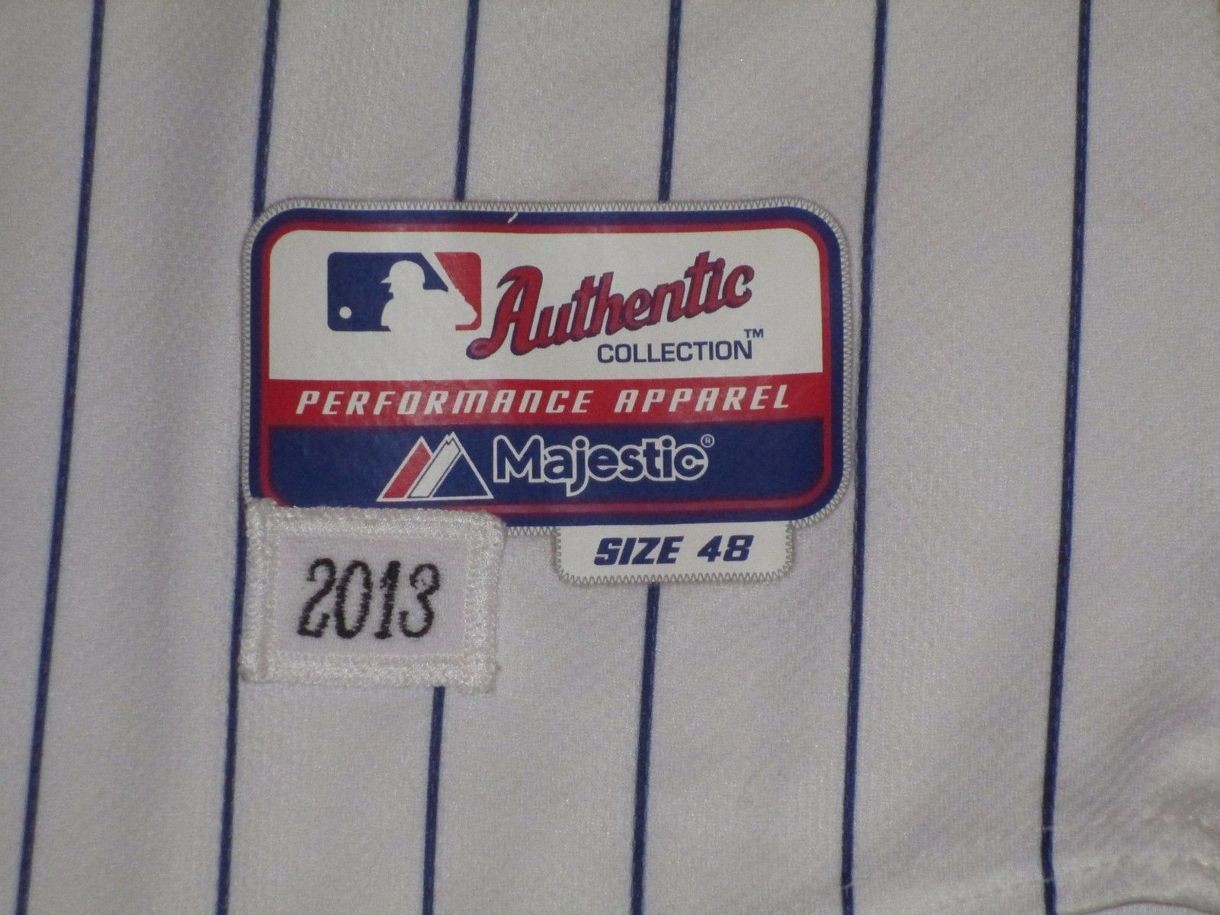 Authentic
COLLECTION™
PERFORMANCE APPAREL
Majestic®
SIZE 48
2013